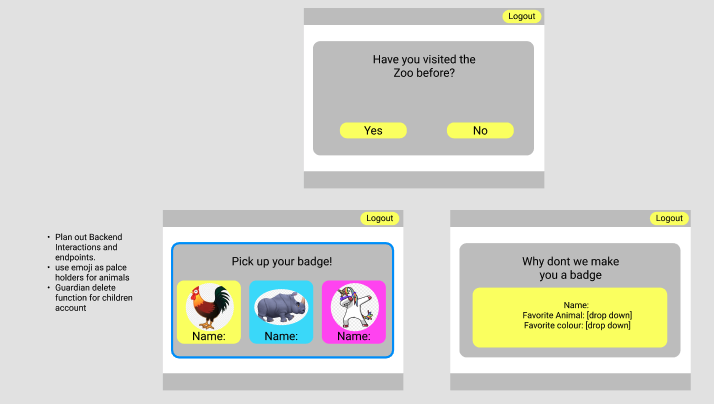 Logout
Have you visited the
Zoo before?
Yes
No
• Plan out Backend
Interactions and
endpoints.
• use emoji as palce
holders for animals
• Guardian delete
function for children
account
Logout
Pick up your badge!
Name:
Name:
Name:
Logout
Why dont we make
you a badge
Name:
Favorite Animal: [drop down]
Favorite colour: [drop down]